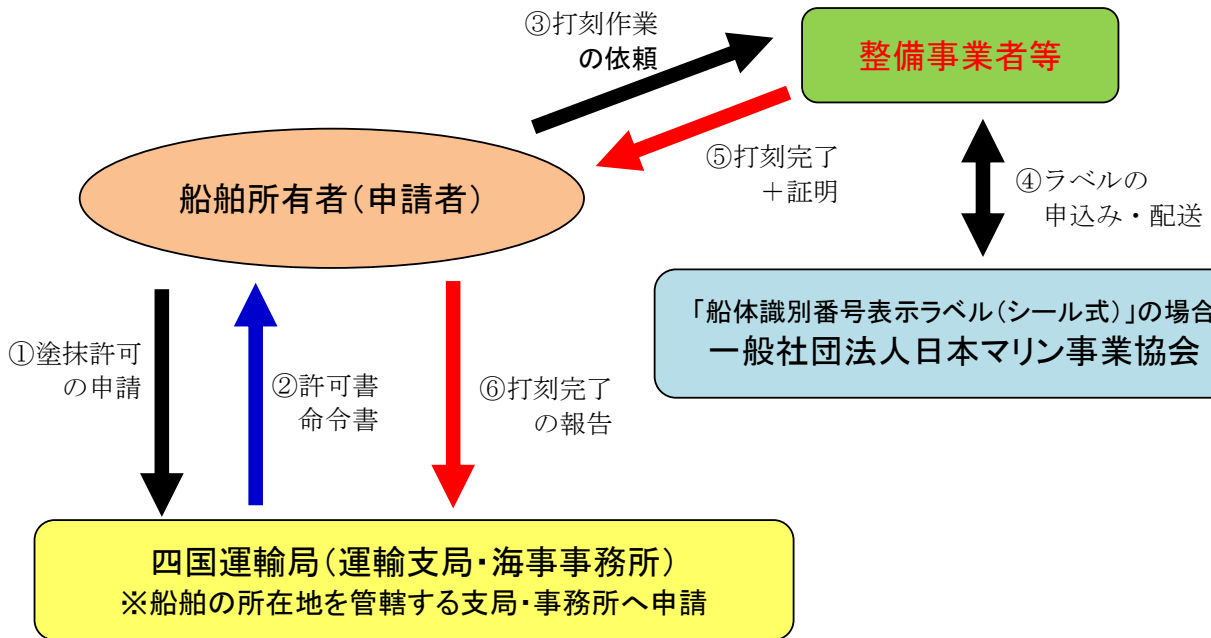 ③打刻作業
の依頼
整備事業者等
⑤打刻完了
＋証明
船舶所有者（申請者）
④ラベルの
申込み・配送
「船体識別番号表示ラベル（シール式）」の場合
一般社団法人日本マリン事業協会
①塗抹許可
の申請
②許可書
命令書
⑥打刻完了
の報告
四国運輸局（運輸支局・海事事務所）
※船舶の所在地を管轄する支局・事務所へ申請